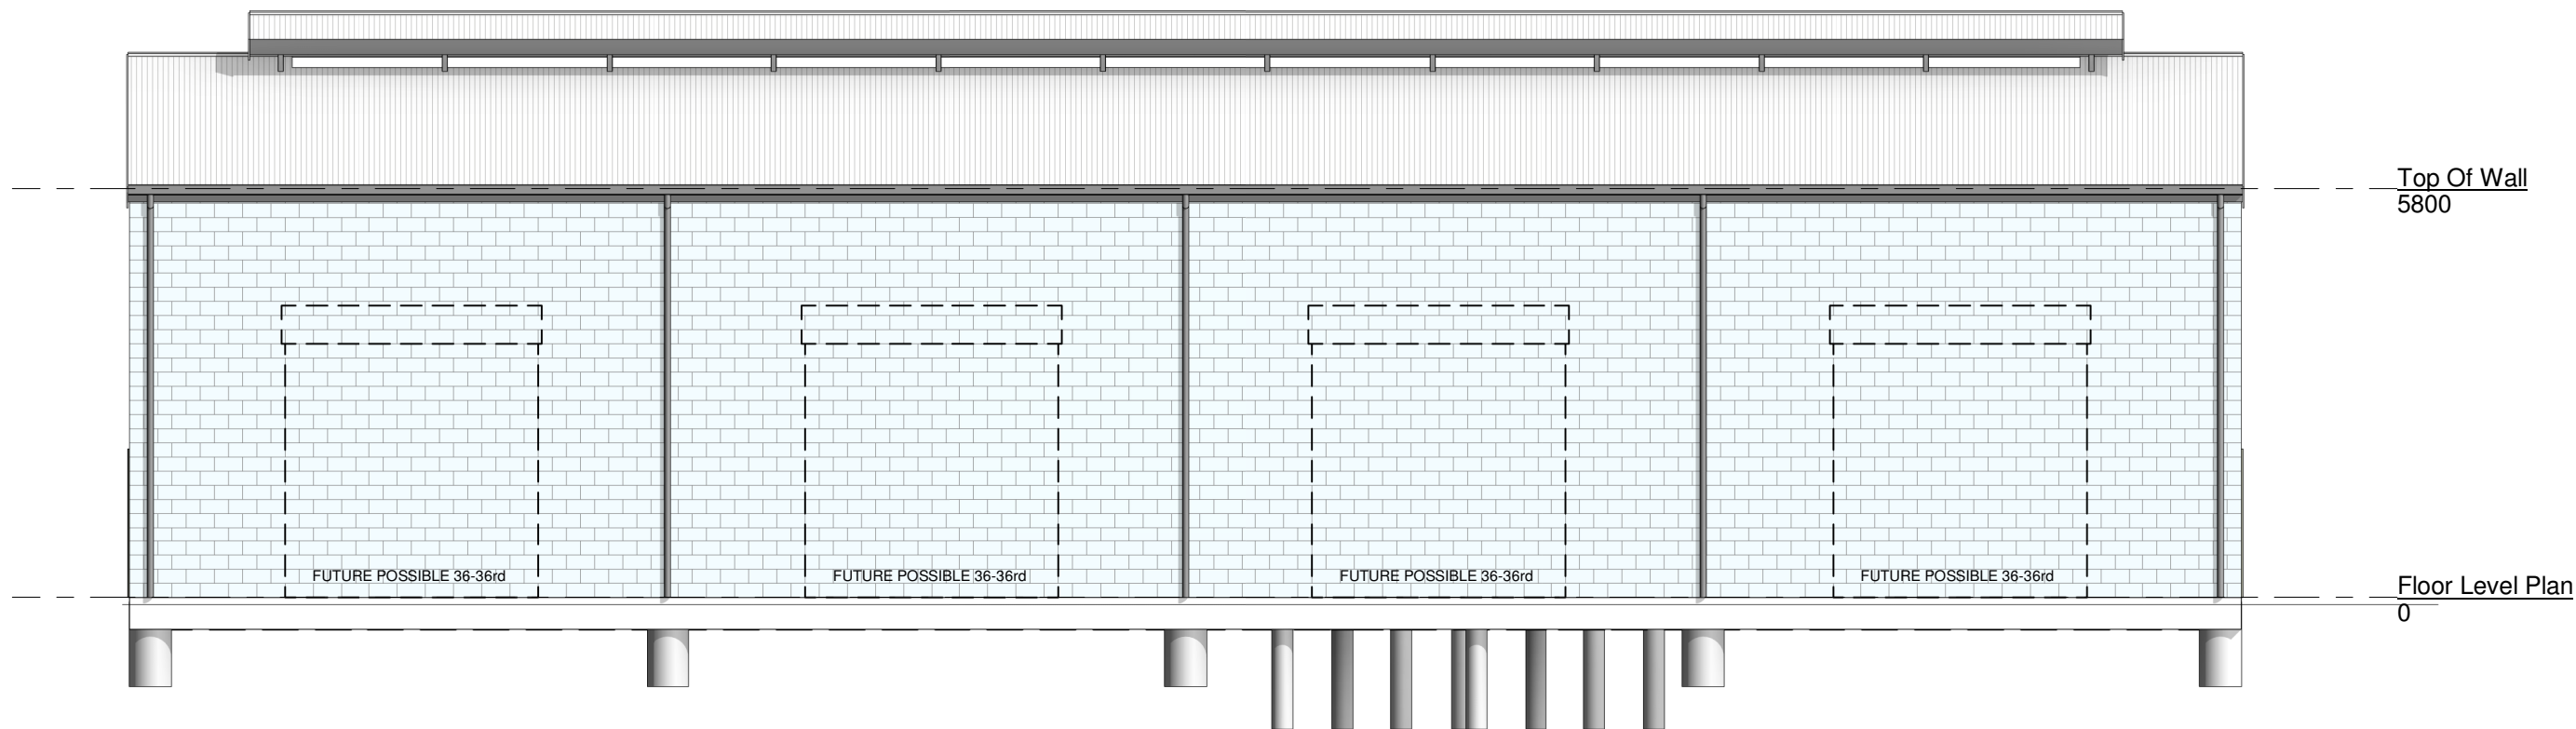 Top Of Wall
5800
FUTURE POSSIBLE 36-36rd
FUTURE POSSIBLE 36-36rd
FUTURE POSSIBLE 36-36rd
FUTURE POSSIBLE 36-36rd
Floor Level Plan
0